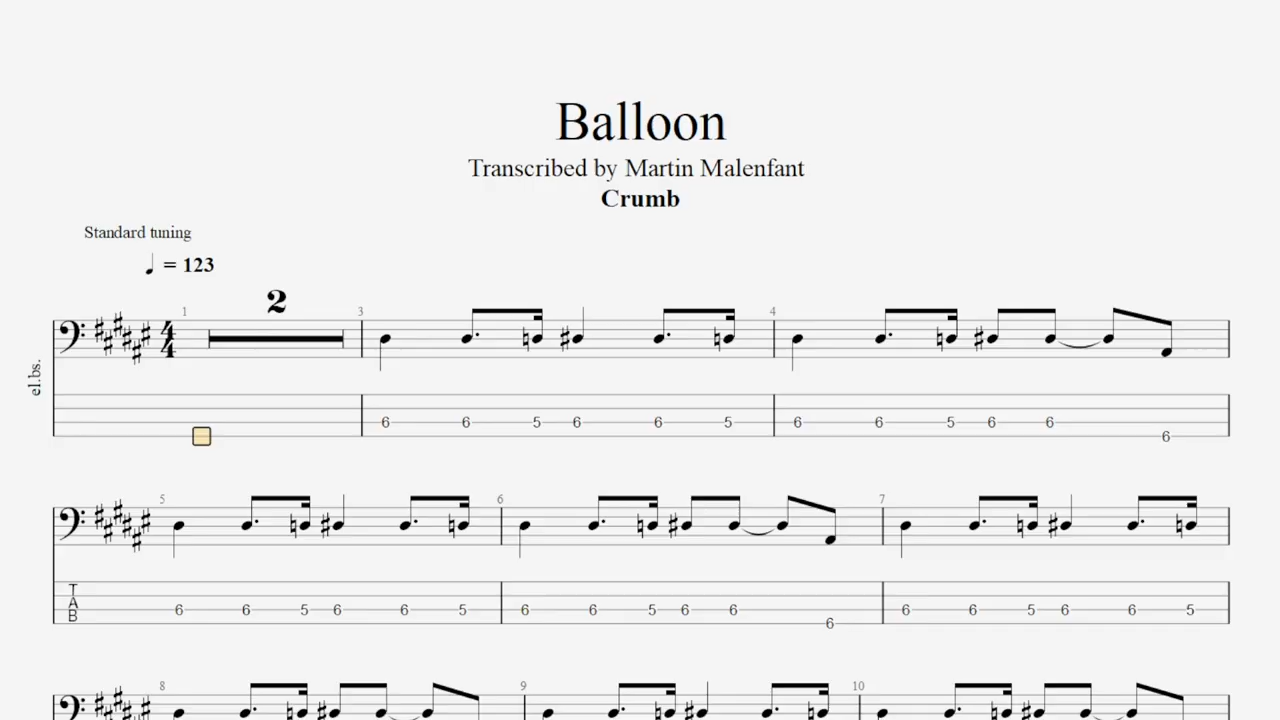 Balloon
Transcribed by Martin Malenfant
Crumb
Standard tuning
= 123
2
1 3 4
4 4
el.bs.
6 6 5 6 6 5 6 6 5 6 6 6
5 6 7
T A B
6 6 5 6 6 5 6 6 5 6 6 6 6 6 5 6 6 5
8 9 10